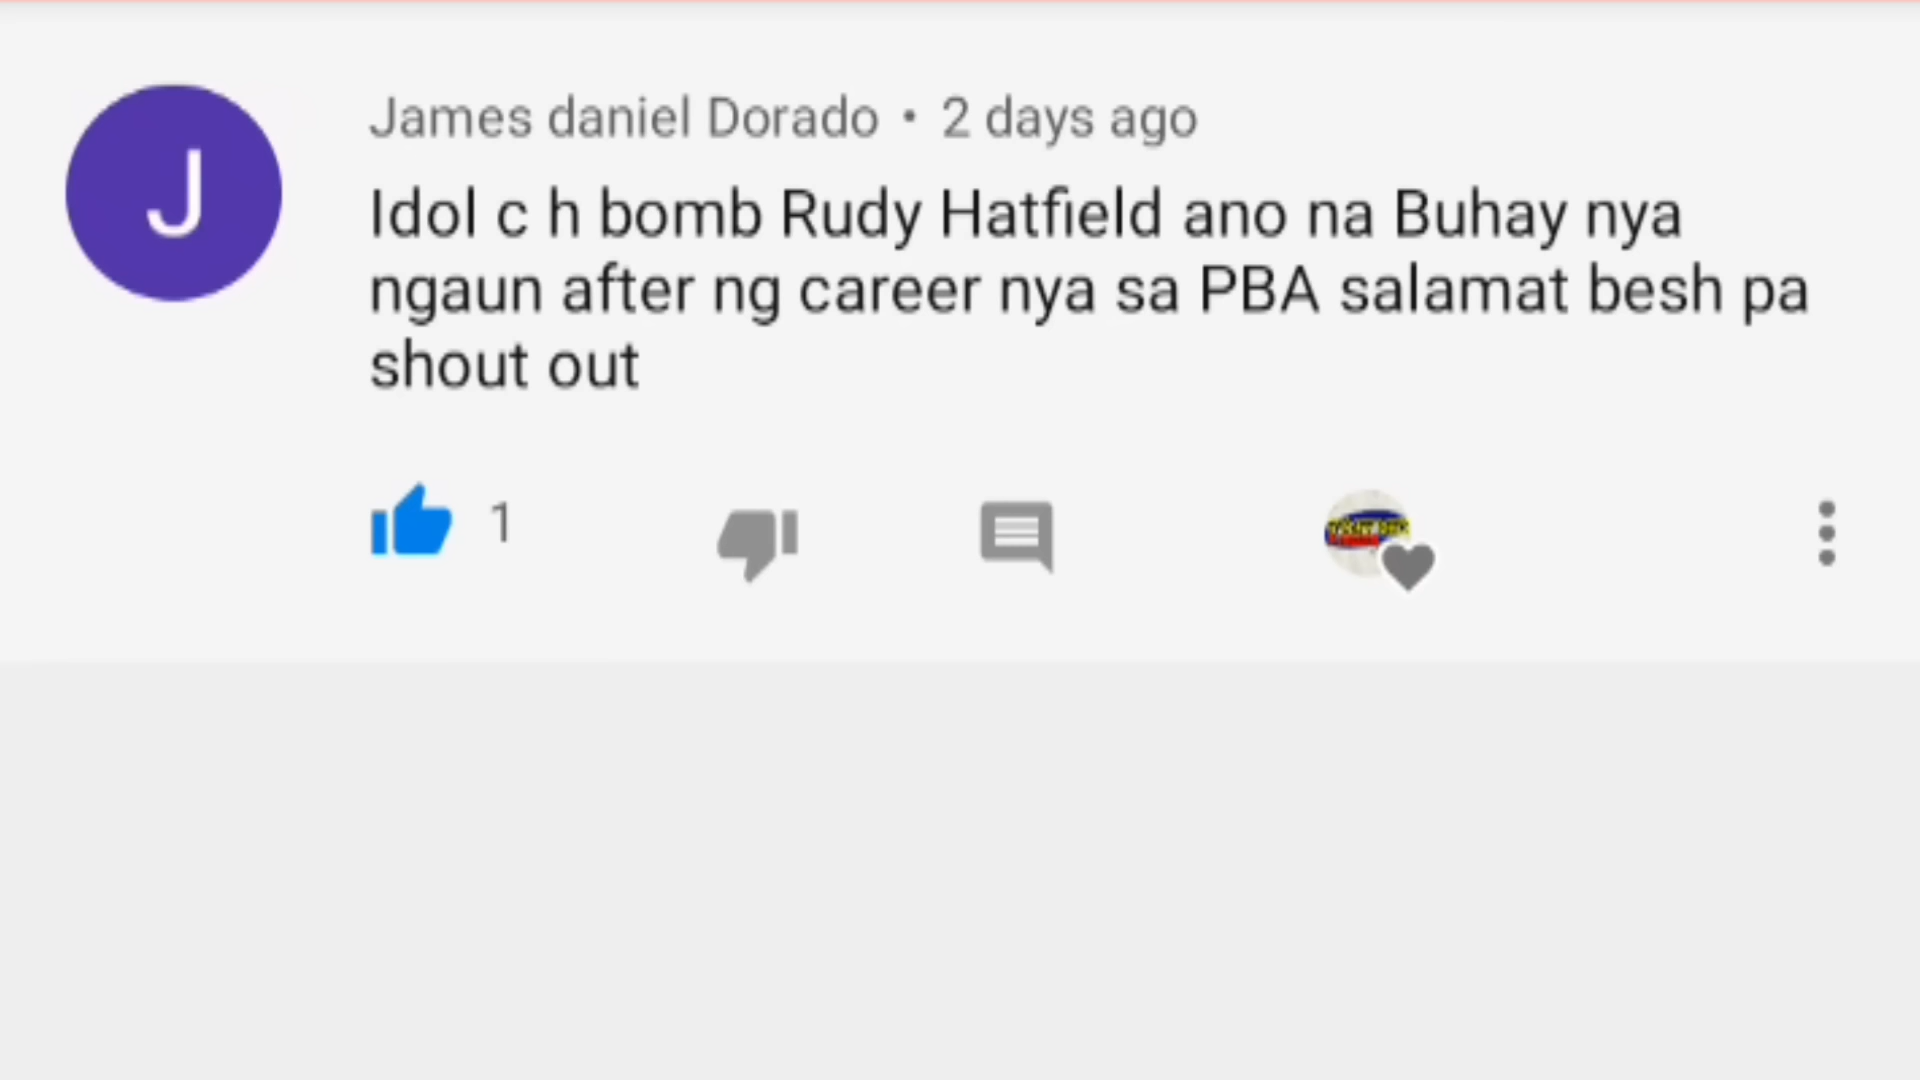 J
James daniel Dorado • 2 days ago
Idol c h bomb Rudy Hatfield ano na Buhay nya
ngaun after ng career nya sa PBA salamat besh pa
shout out
1